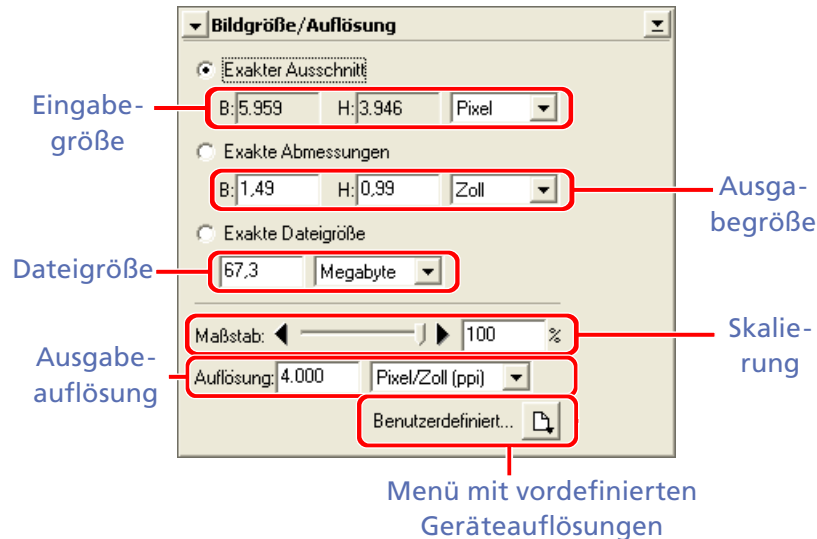 Bildgröße/Auflösung
Exakter Ausschnitt
Eingabe-
größe
B: 5.959 H: 3.946 Pixel
Exakte Abmessungen
B: 1,49 H: 0,99 Zoll
Ausga-
begröße
Exakte Dateigröße
Dateigröße
67,3 Megabyte
Maßstab: 100 %
Skalie-
rung
Ausgabe-
auflösung
Auflösung: 4.000 Pixel/Zoll (ppi)
Benutzerdefiniert...
Menü mit vordefinierten
Geräteauflösungen